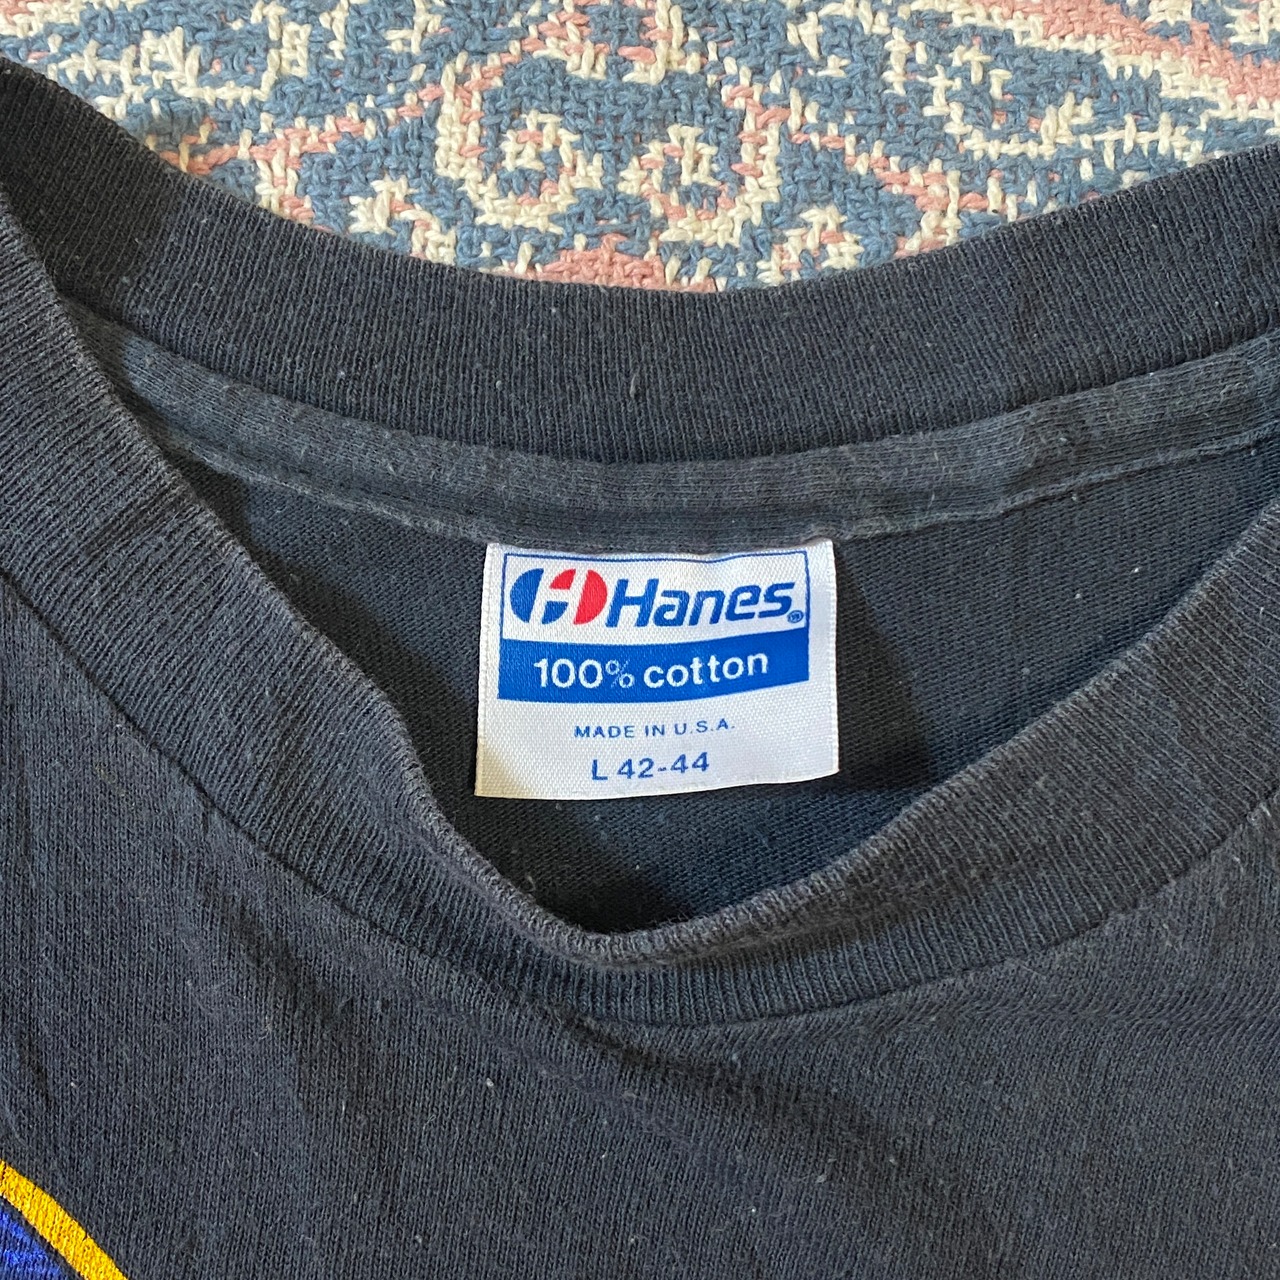 Hanes®
100% cotton
MADE IN U.S.A.
L 42-44